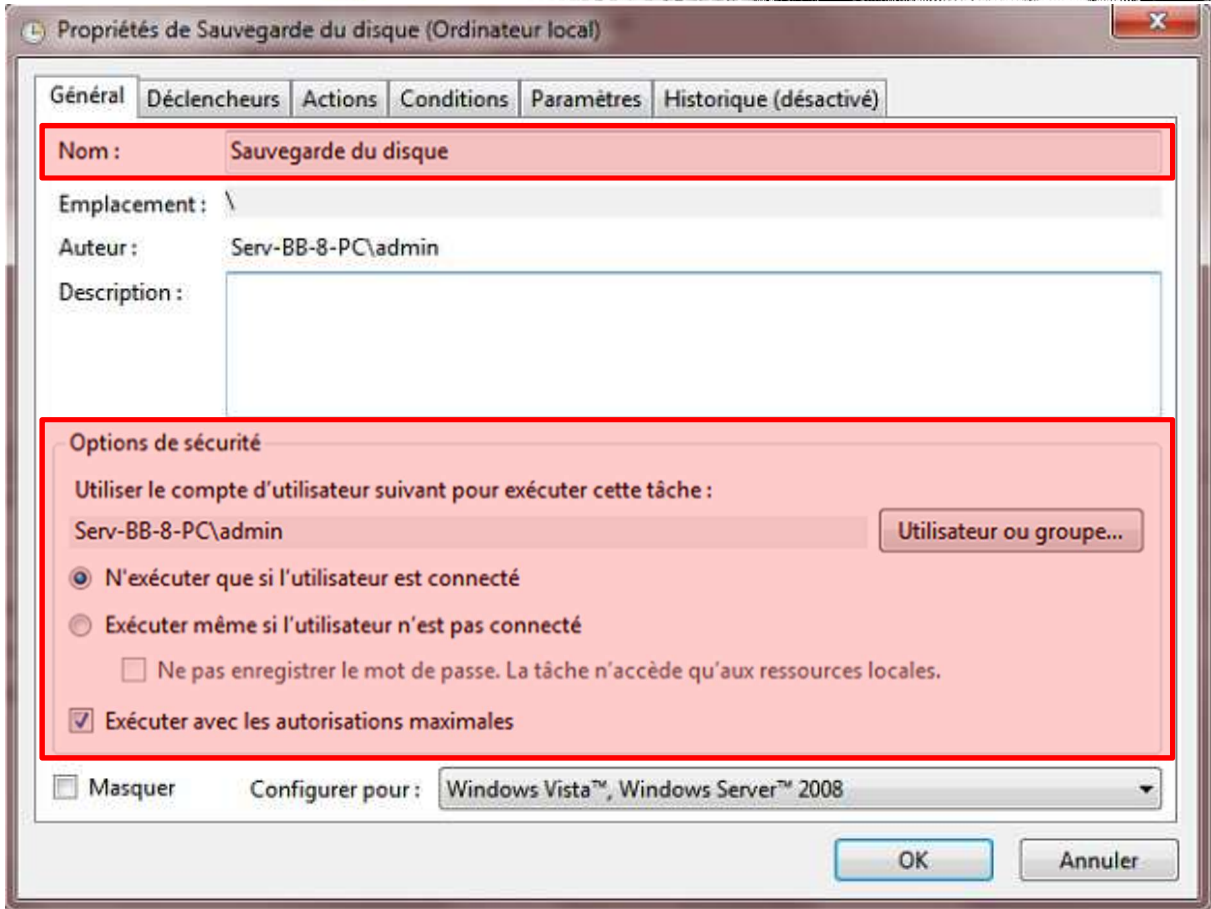 Propriétés de Sauvegarde du disque (Ordinateur local)
Général Déclencheurs Actions Conditions Paramètres Historique (désactivé)
Nom : Sauvegarde du disque
Emplacement : \
Auteur : Serv-BB-8-PC\admin
Description :
Options de sécurité
Utiliser le compte d'utilisateur suivant pour exécuter cette tâche :
Serv-BB-8-PC\admin Utilisateur ou groupe...
N'exécuter que si l'utilisateur est connecté
Exécuter même si l'utilisateur n'est pas connecté
Ne pas enregistrer le mot de passe. La tâche n'accède qu'aux ressources locales.
Exécuter avec les autorisations maximales
Masquer Configurer pour : Windows Vista™, Windows Server™ 2008
OK Annuler